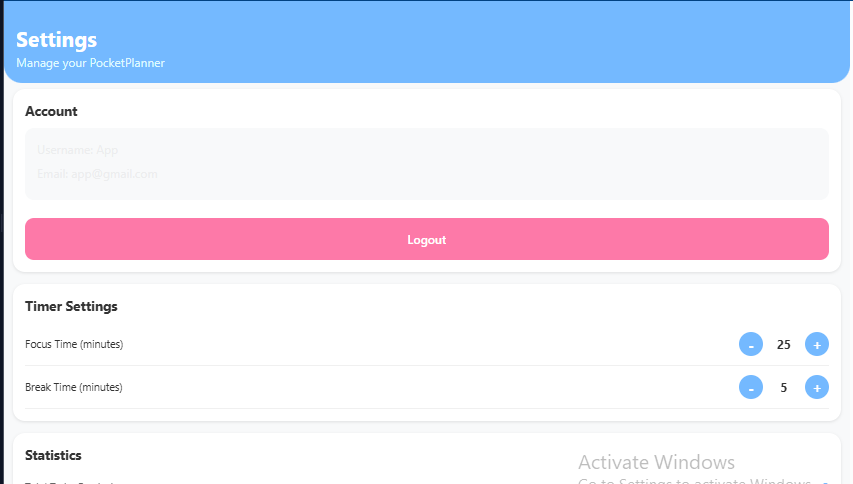 Settings
Manage your PocketPlanner
Account
Username: App
Email: app@gmail.com
Logout
Timer Settings
Focus Time (minutes)
- 25 +
Break Time (minutes)
- 5 +
Statistics
Activate Windows
Go to Settings to activate Windows.